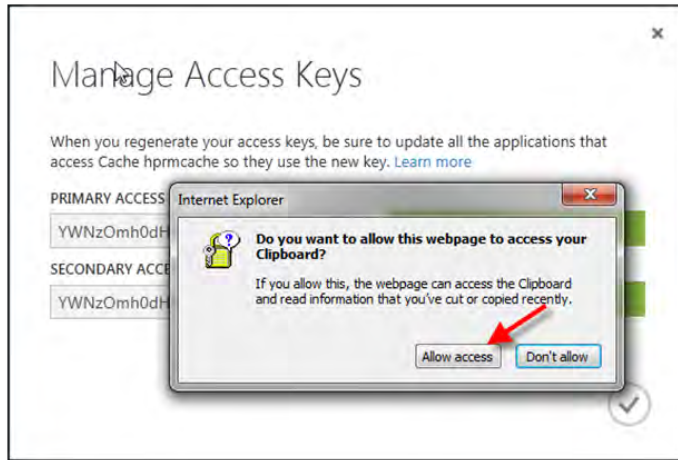 Manage Access Keys
When you regenerate your access keys, be sure to update all the applications that
access Cache hprmcache so they use the new key. Learn more
PRIMARY ACCESS
YWNzOmh0dH
SECONDARY ACCE
YWNzOmh0dH
Internet Explorer
Do you want to allow this webpage to access your
Clipboard?
If you allow this, the webpage can access the Clipboard
and read information that you've cut or copied recently.
Allow access Don't allow